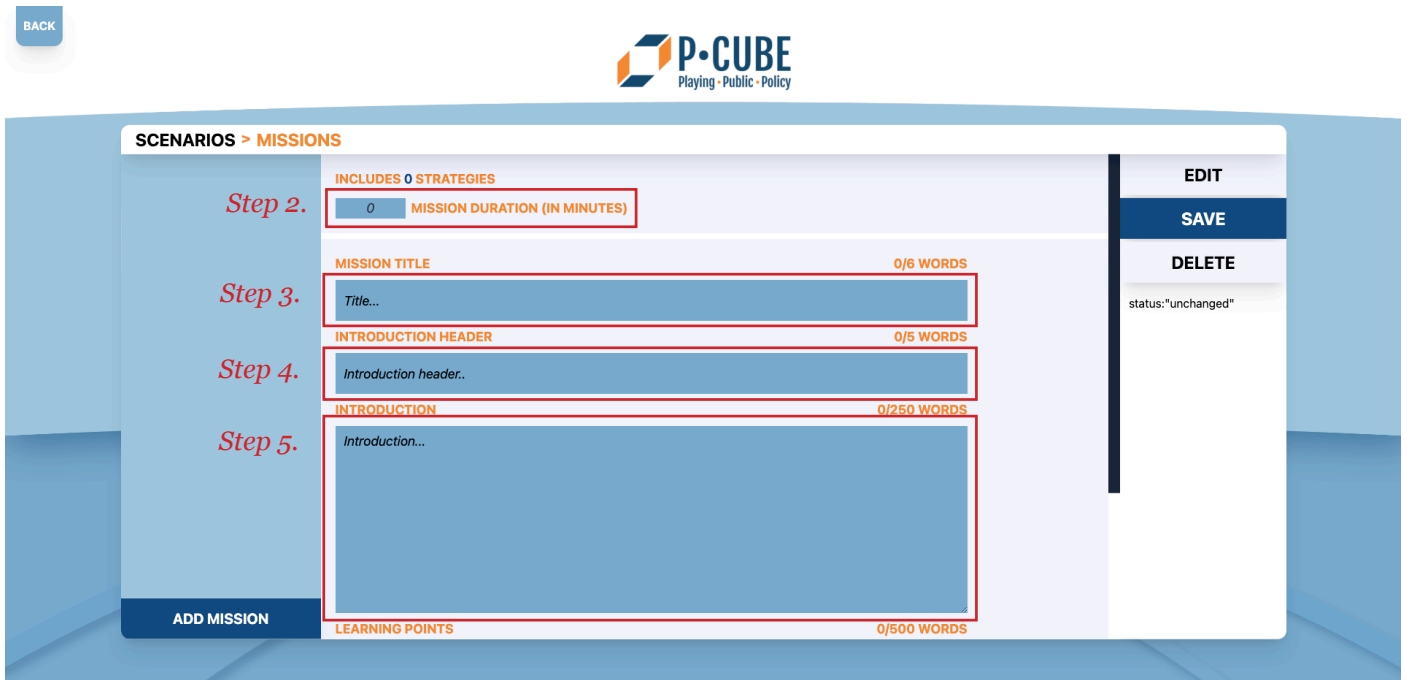 BACK
P•CUBE
Playing • Public • Policy
SCENARIOS > MISSIONS
INCLUDES 0 STRATEGIES
Step 2.
0 MISSION DURATION (IN MINUTES)
MISSION TITLE 0/6 WORDS
Step 3.
Title...
INTRODUCTION HEADER 0/5 WORDS
Step 4.
Introduction header..
INTRODUCTION 0/250 WORDS
Step 5.
Introduction...
ADD MISSION
LEARNING POINTS 0/500 WORDS
EDIT
SAVE
DELETE
status:"unchanged"